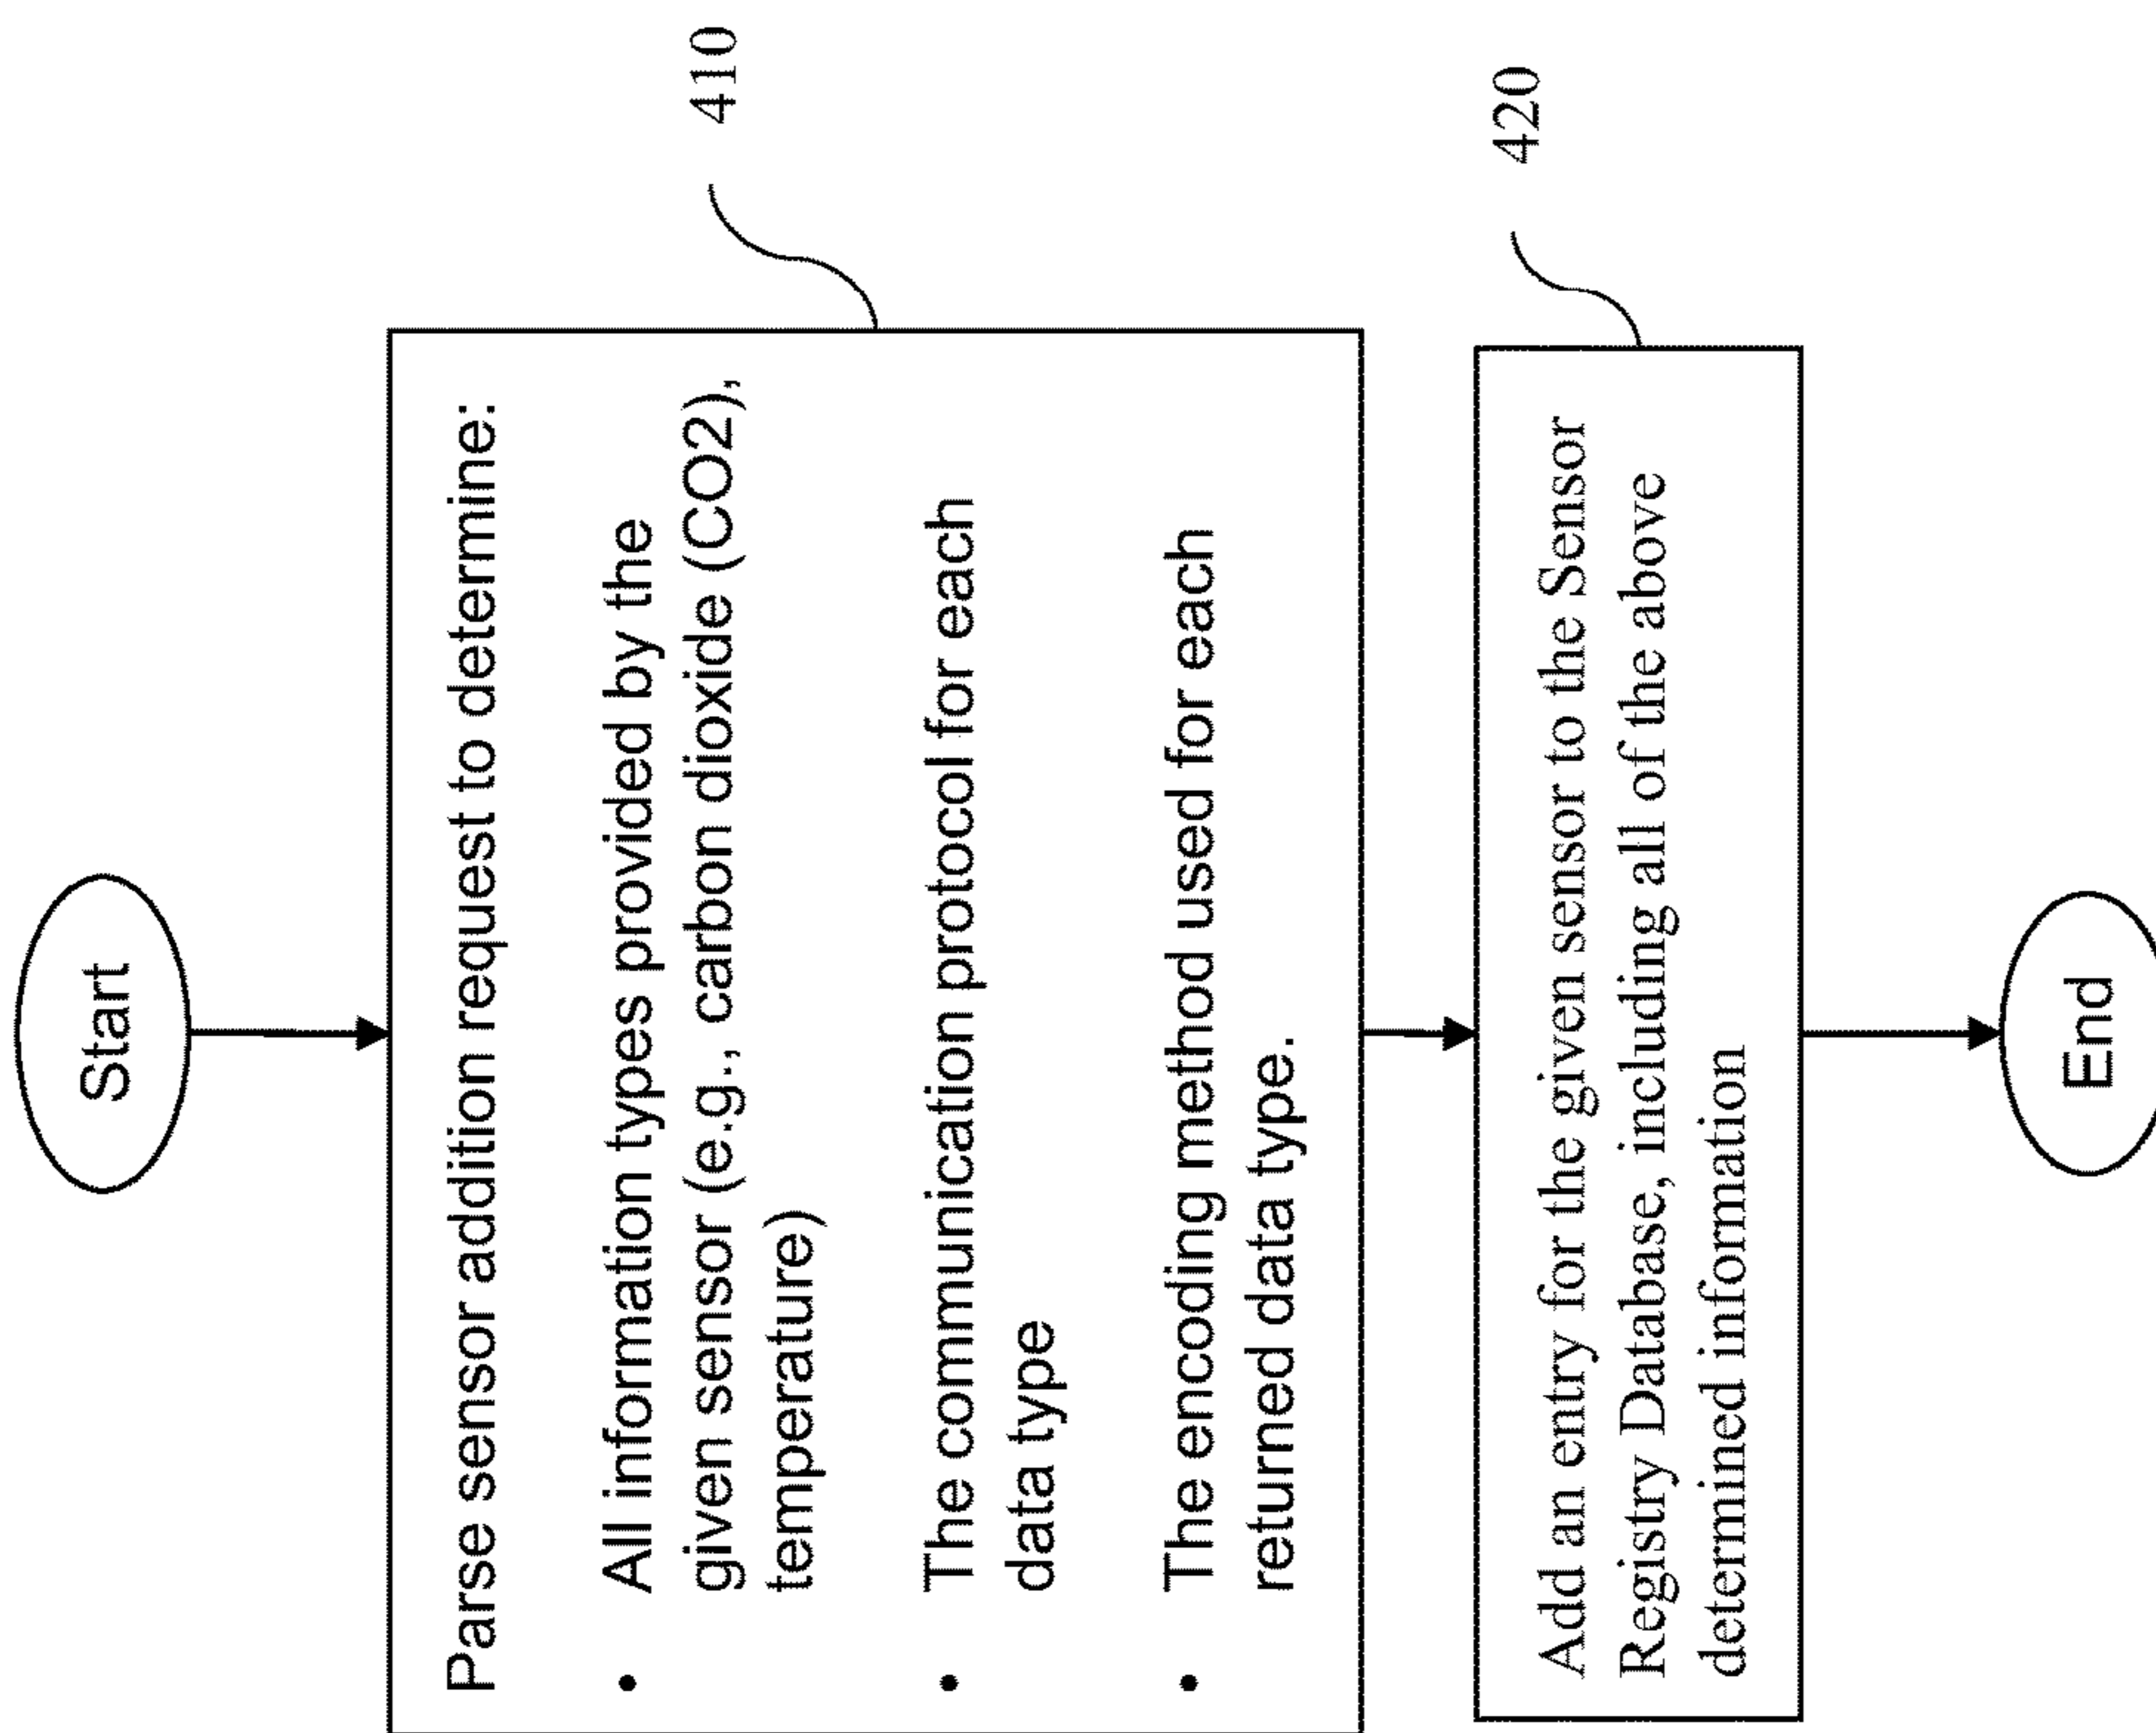 Start
Parse sensor addition request to determine:
• All information types provided by the
given sensor (e.g., carbon dioxide (CO2),
temperature)
• The communication protocol for each
data type
• The encoding method used for each
returned data type.
410
Add an entry for the given sensor to the Sensor
Registry Database, including all of the above
determined information
420
End